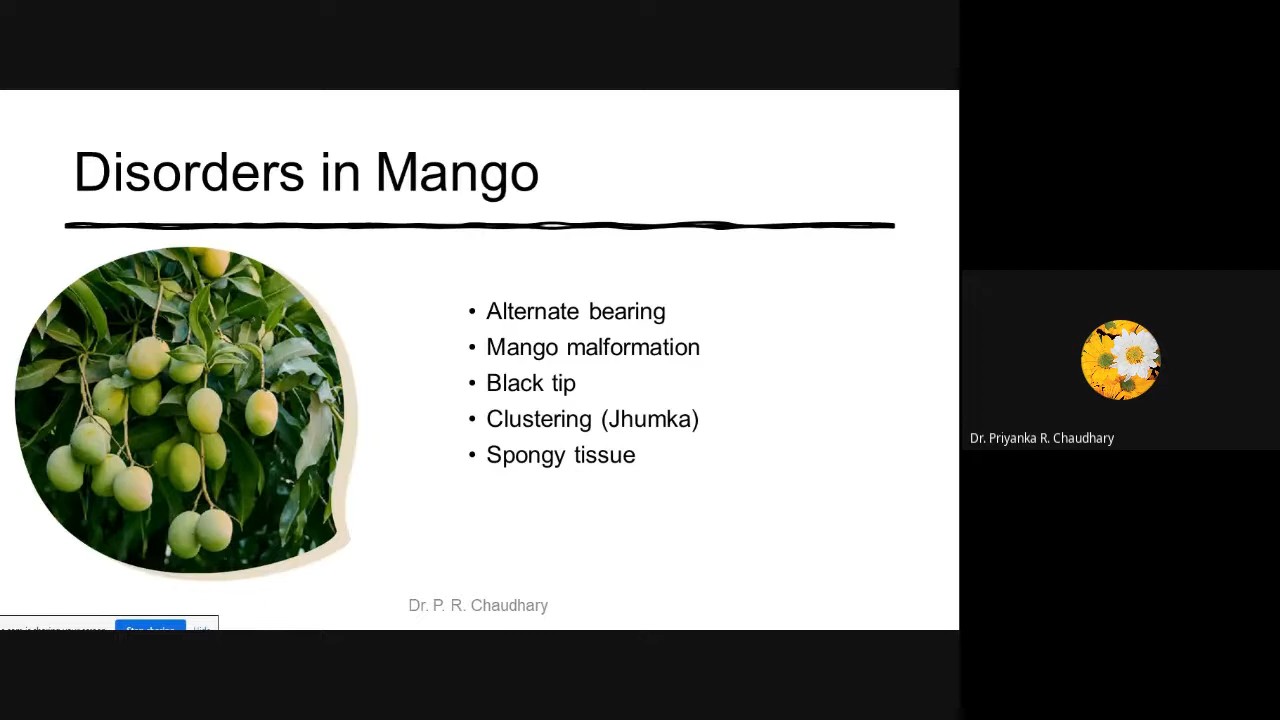 Disorders in Mango
• Alternate bearing
• Mango malformation
• Black tip
• Clustering (Jhumka)
• Spongy tissue
Dr. P. R. Chaudhary
Dr. Priyanka R. Chaudhary